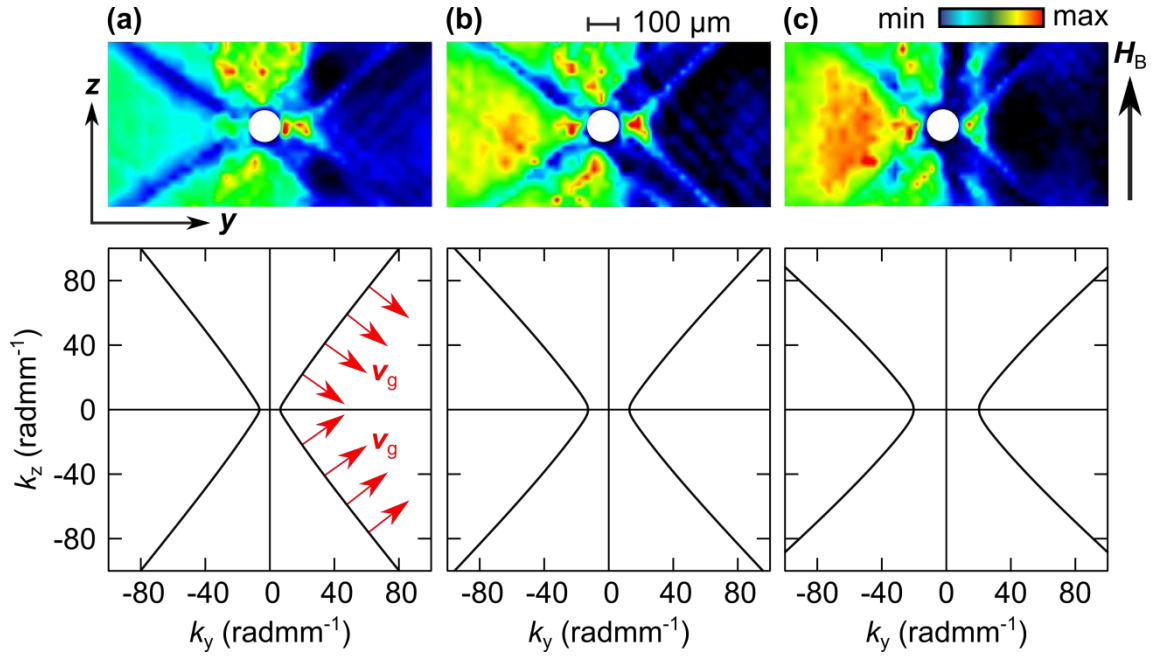 (a) (b) 100 µm (c) min max
z
H_B
y
80
40
0
-40
-80
k_z (radmm⁻¹)
v_g
v_g
-80 -40 0 40 80 -80 -40 0 40 80 -80 -40 0 40 80
k_y (radmm⁻¹) k_y (radmm⁻¹) k_y (radmm⁻¹)